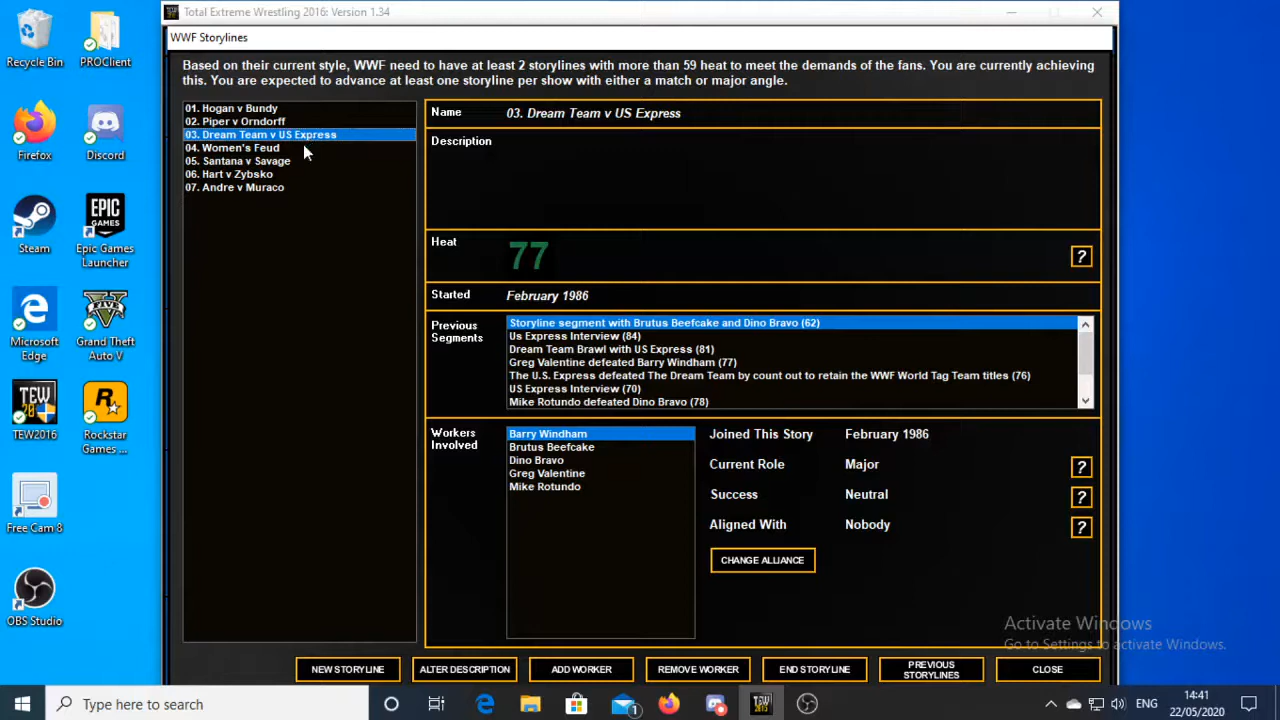 Total Extreme Wrestling 2016: Version 1.34
WWF Storylines
Based on their current style, WWF need to have at least 2 storylines with more than 59 heat to meet the demands of the fans. You are currently achieving
this. You are expected to advance at least one storyline per show with either a match or major angle.
01. Hogan v Bundy
02. Piper v Orndorff
03. Dream Team v US Express
04. Women's Feud
05. Santana v Savage
06. Hart v Zybsko
07. Andre v Muraco
Name
03. Dream Team v US Express
Description
Heat
77
?
Started
February 1986
Previous
Segments
Storyline segment with Brutus Beefcake and Dino Bravo (62)
Us Express Interview (84)
Dream Team Brawl with US Express (81)
Greg Valentine defeated Barry Windham (77)
The U.S. Express defeated The Dream Team by count out to retain the WWF World Tag Team titles (76)
US Express Interview (70)
Mike Rotundo defeated Dino Bravo (78)
Workers
Involved
Barry Windham
Brutus Beefcake
Dino Bravo
Greg Valentine
Mike Rotundo
Joined This Story
February 1986
Current Role
Major
?
Success
Neutral
?
Aligned With
Nobody
?
CHANGE ALLIANCE
NEW STORYLINE
ALTER DESCRIPTION
ADD WORKER
REMOVE WORKER
END STORYLINE
PREVIOUS
STORYLINES
CLOSE
Activate Windows
Go to Settings to activate Windows.
Recycle Bin
PROClient
Firefox
Discord
Steam
EPIC
GAMES
Epic Games
Launcher
Microsoft
Edge
FIVE
Grand Theft
Auto V
TEW
TEW2016
Rockstar
Games ...
Free Cam 8
OBS Studio
Type here to search
1
ENG
14:41
22/05/2020